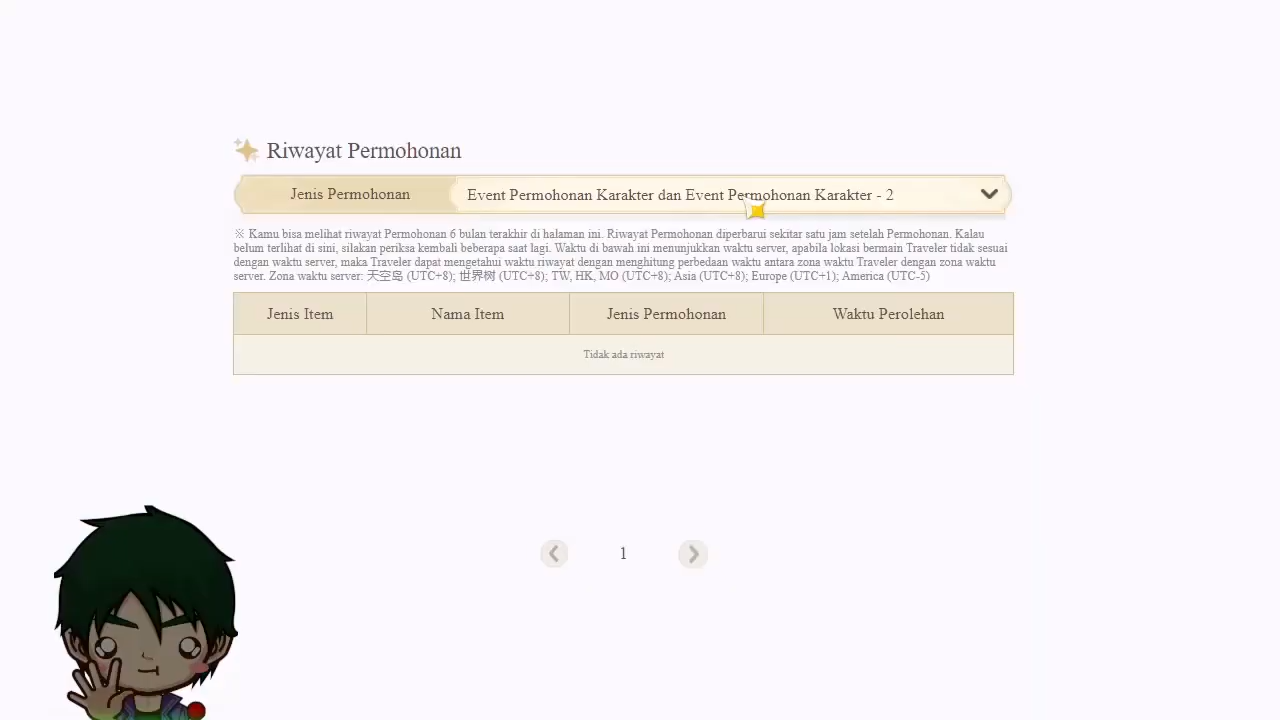 Riwayat Permohonan
Jenis Permohonan
Event Permohonan Karakter dan Event Permohonan Karakter - 2
※ Kamu bisa melihat riwayat Permohonan 6 bulan terakhir di halaman ini. Riwayat Permohonan diperbarui sekitar satu jam setelah Permohonan. Kalau
belum terlihat di sini, silakan periksa kembali beberapa saat lagi. Waktu di bawah ini menunjukkan waktu server, apabila lokasi bermain Traveler tidak sesuai
dengan waktu server, maka Traveler dapat mengetahui waktu riwayat dengan menghitung perbedaan waktu antara zona waktu Traveler dengan zona waktu
server. Zona waktu server: 天空岛 (UTC+8); 世界树 (UTC+8); TW, HK, MO (UTC+8); Asia (UTC+8); Europe (UTC+1); America (UTC-5)
Jenis Item
Nama Item
Jenis Permohonan
Waktu Perolehan
Tidak ada riwayat
1